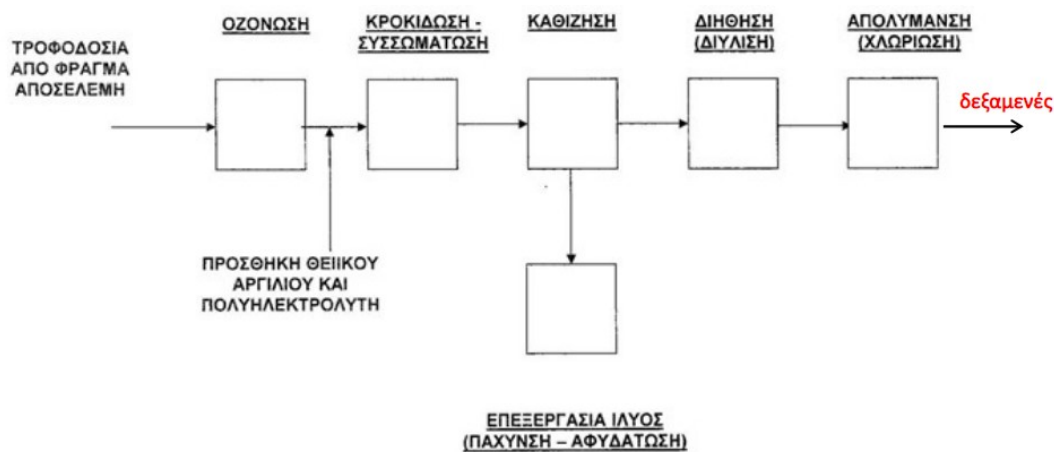 ΤΡΟΦΟΔΟΣΙΑ
ΑΠΟ ΦΡΑΓΜΑ
ΑΠΟΣΕΛΕΜΗ
ΟΖΟΝΩΣΗ
ΚΡΟΚΙΔΩΣΗ -
ΣΥΣΣΩΜΑΤΩΣΗ
ΚΑΘΙΖΗΣΗ
ΔΙΗΘΗΣΗ
(ΔΙΥΛΙΣΗ)
ΑΠΟΛΥΜΑΝΣΗ
(ΧΛΩΡΙΩΣΗ)
δεξαμενές
ΠΡΟΣΘΗΚΗ ΘΕΙΙΚΟΥ
ΑΡΓΙΛΙΟΥ ΚΑΙ
ΠΟΛΥΗΛΕΚΤΡΟΛΥΤΗ
ΕΠΕΞΕΡΓΑΣΙΑ ΙΛΥΟΣ
(ΠΑΧΥΝΣΗ – ΑΦΥΔΑΤΩΣΗ)